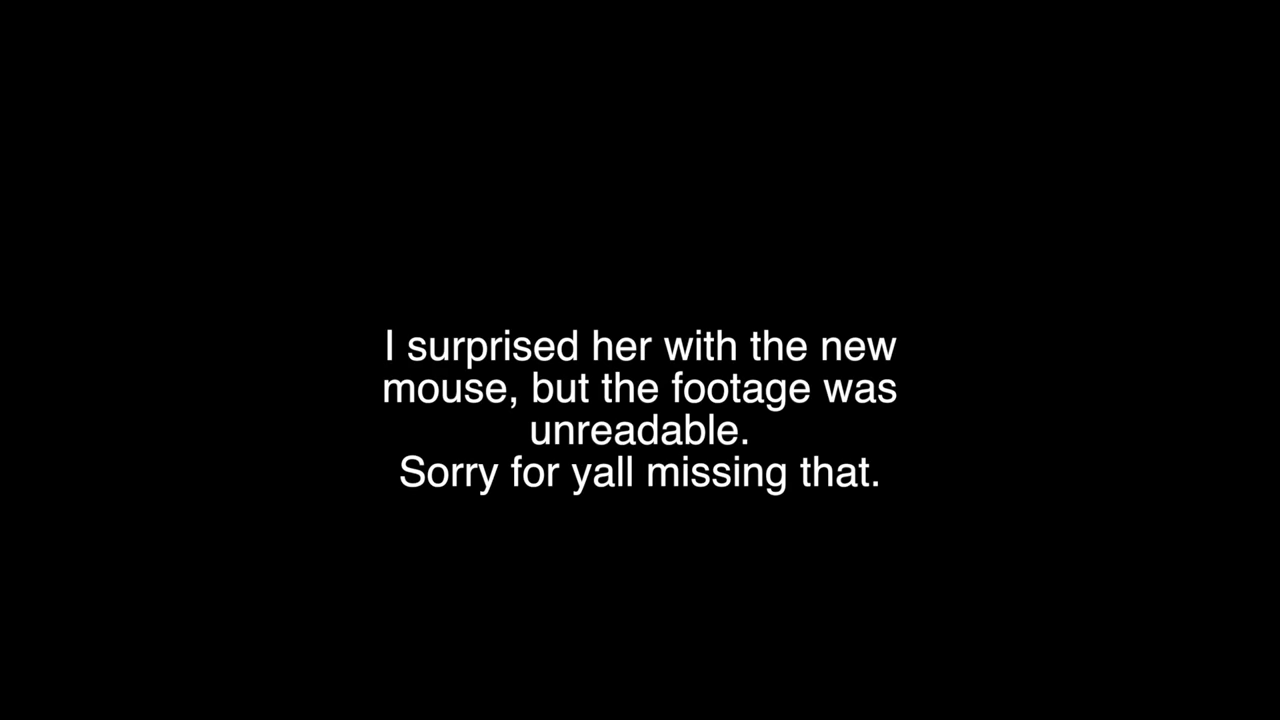 I surprised her with the new
mouse, but the footage was
unreadable.
Sorry for yall missing that.